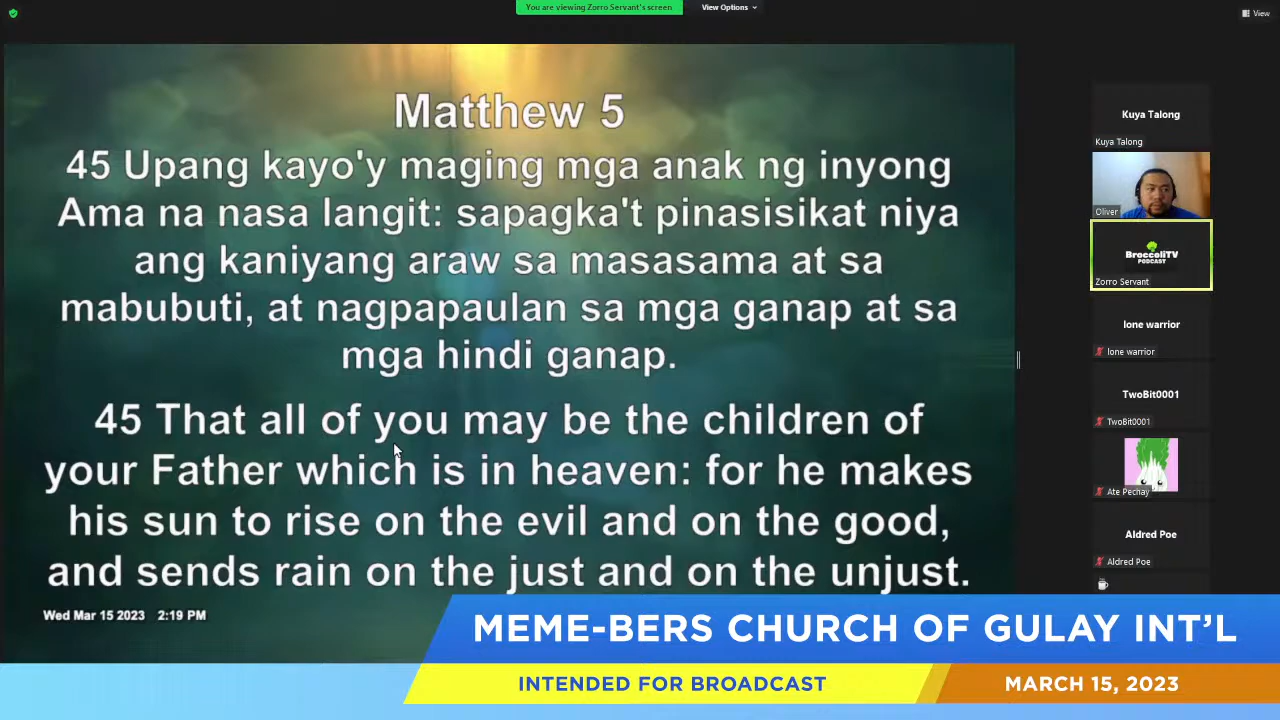 You are viewing Zorro Servant's screen
View Options
View
Matthew 5
45 Upang kayo'y maging mga anak ng inyong
Ama na nasa langit: sapagka't pinasisikat niya
ang kaniyang araw sa masasama at sa
mabubuti, at nagpapaulan sa mga ganap at sa
mga hindi ganap.
45 That all of you may be the children of
your Father which is in heaven: for he makes
his sun to rise on the evil and on the good,
and sends rain on the just and on the unjust.
Wed Mar 15 2023 2:19 PM
Kuya Talong
Kuya Talong
Oliver
BroccoliTV
PODCAST
Zorro Servant
lone warrior
lone warrior
TwoBit0001
TwoBit0001
Ate Pechay
Aldred Poe
Aldred Poe
MEME-BERS CHURCH OF GULAY INT'L
INTENDED FOR BROADCAST
MARCH 15, 2023